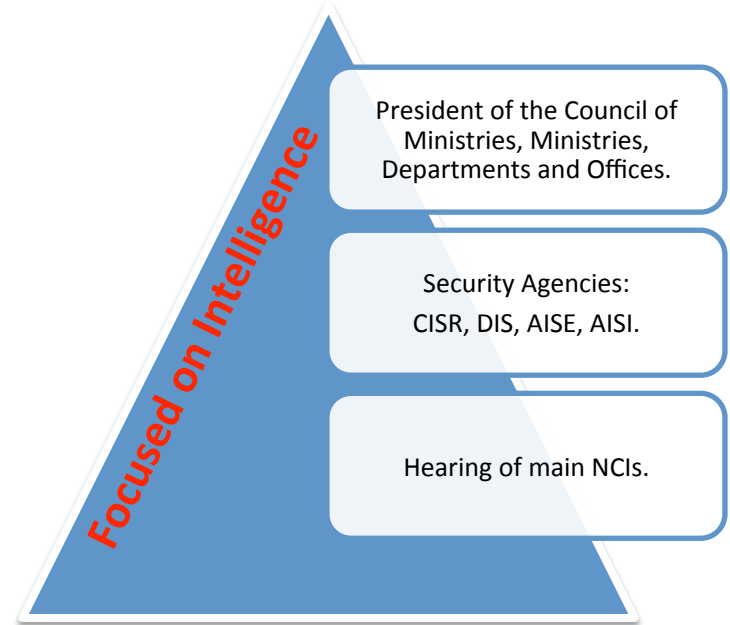 Focused on Intelligence
President of the Council of
Ministries, Ministries,
Departments and Offices.
Security Agencies:
CISR, DIS, AISE, AISI.
Hearing of main NCIs.